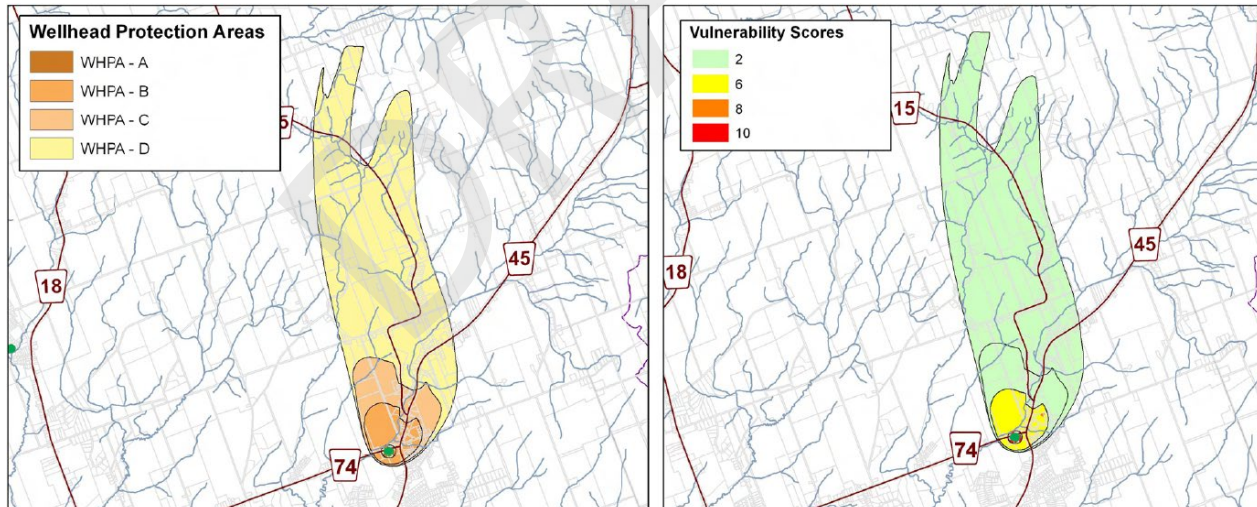 Wellhead Protection Areas
WHPA - A
WHPA - B
WHPA - C
WHPA - D
5
18
45
74
Vulnerability Scores
2
6
8
10
15
18
45
74